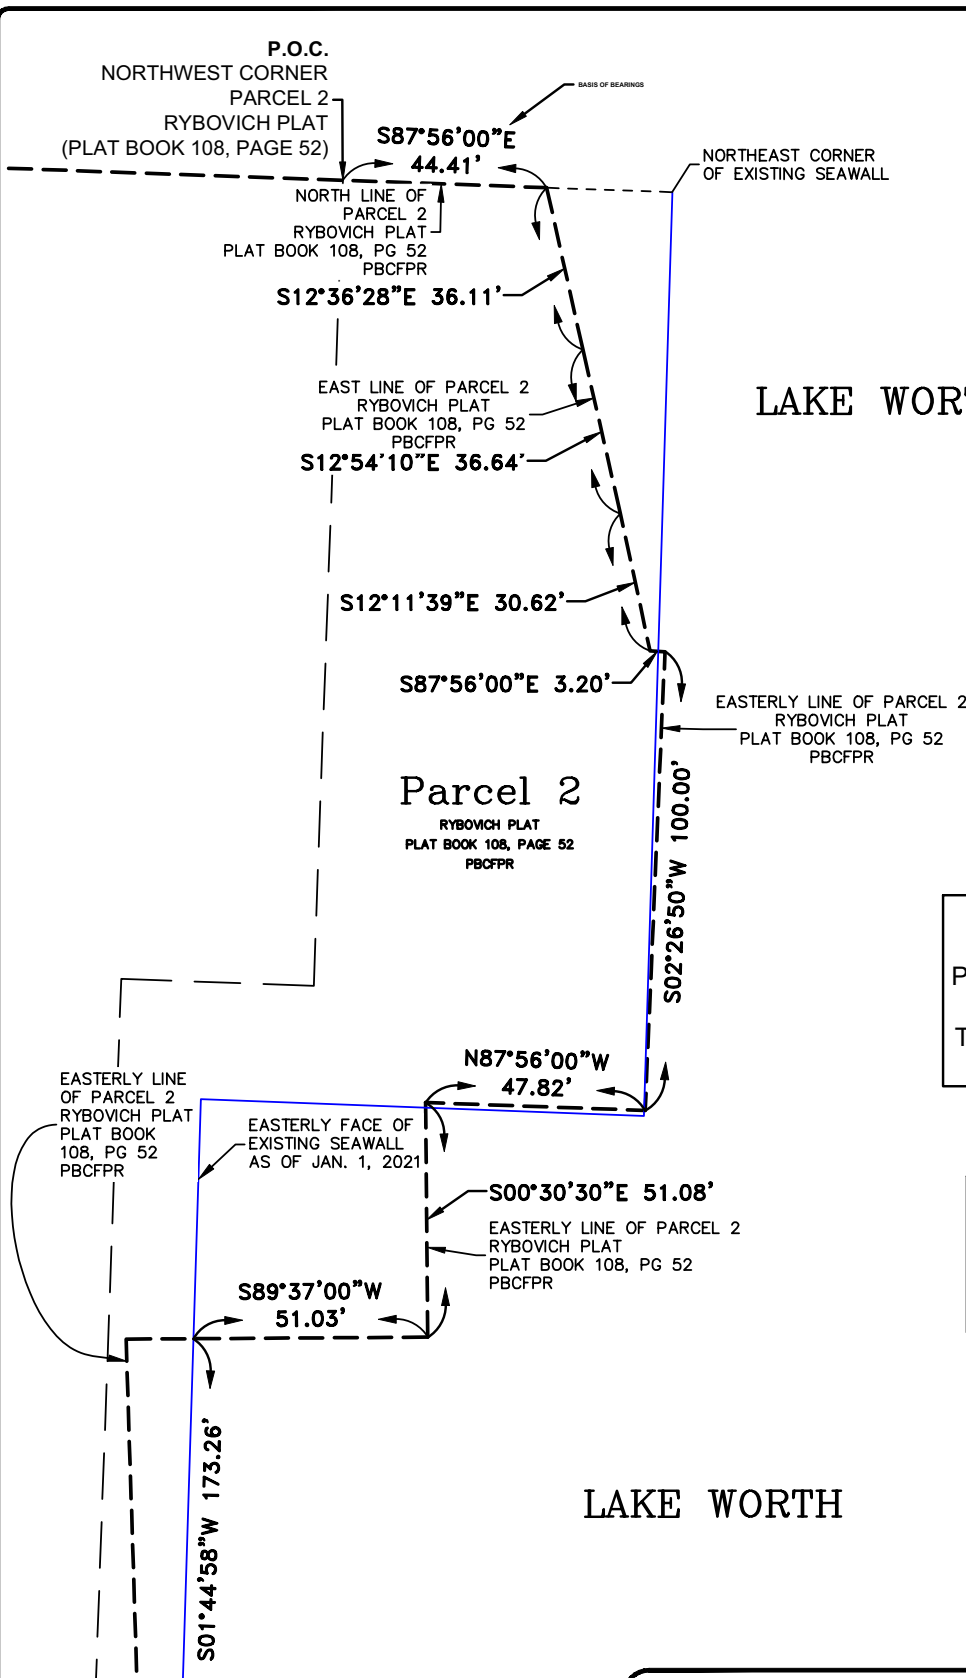 P.O.C.
NORTHWEST CORNER
PARCEL 2
RYBOVICH PLAT
(PLAT BOOK 108, PAGE 52)
BASIS OF BEARINGS
S87°56'00"E
44.41'
NORTHEAST CORNER
OF EXISTING SEAWALL
NORTH LINE OF
PARCEL 2
RYBOVICH PLAT
PLAT BOOK 108, PG 52
PBCFPR
S12°36'28"E 36.11'
EAST LINE OF PARCEL 2
RYBOVICH PLAT
PLAT BOOK 108, PG 52
PBCFPR
LAKE WORT
S12°54'10"E 36.64'
S12°11'39"E 30.62'
S87°56'00"E 3.20'
EASTERLY LINE OF PARCEL 2
RYBOVICH PLAT
PLAT BOOK 108, PG 52
PBCFPR
Parcel 2
RYBOVICH PLAT
PLAT BOOK 108, PAGE 52
PBCFPR
S02°26'50"W 100.00'
P
T
N87°56'00"W
47.82'
EASTERLY LINE
OF PARCEL 2
RYBOVICH PLAT
PLAT BOOK
108, PG 52
PBCFPR
EASTERLY FACE OF
EXISTING SEAWALL
AS OF JAN. 1, 2021
S00°30'30"E 51.08'
EASTERLY LINE OF PARCEL 2
RYBOVICH PLAT
PLAT BOOK 108, PG 52
PBCFPR
S89°37'00"W
51.03'
S01°44'58"W 173.26'
LAKE WORTH